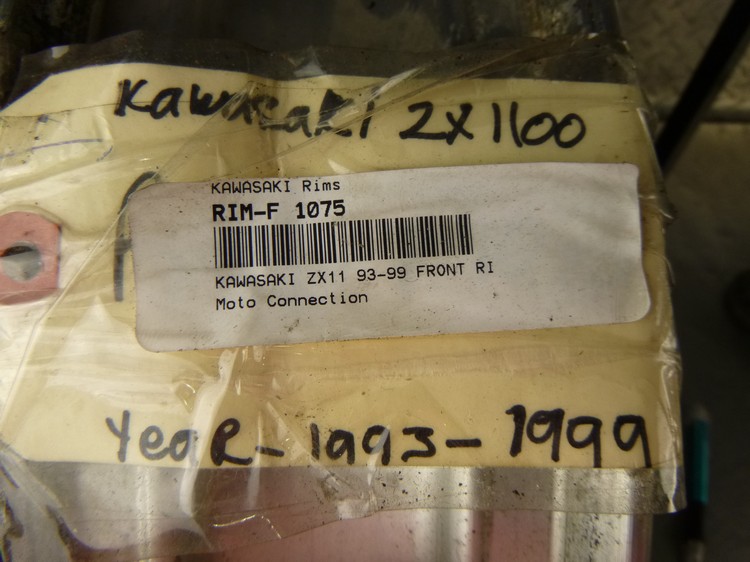 Kawasaki ZX1100
KAWASAKI Rims
RIM-F 1075
KAWASAKI ZX11 93-99 FRONT RI
Moto Connection
Year-1993-1999